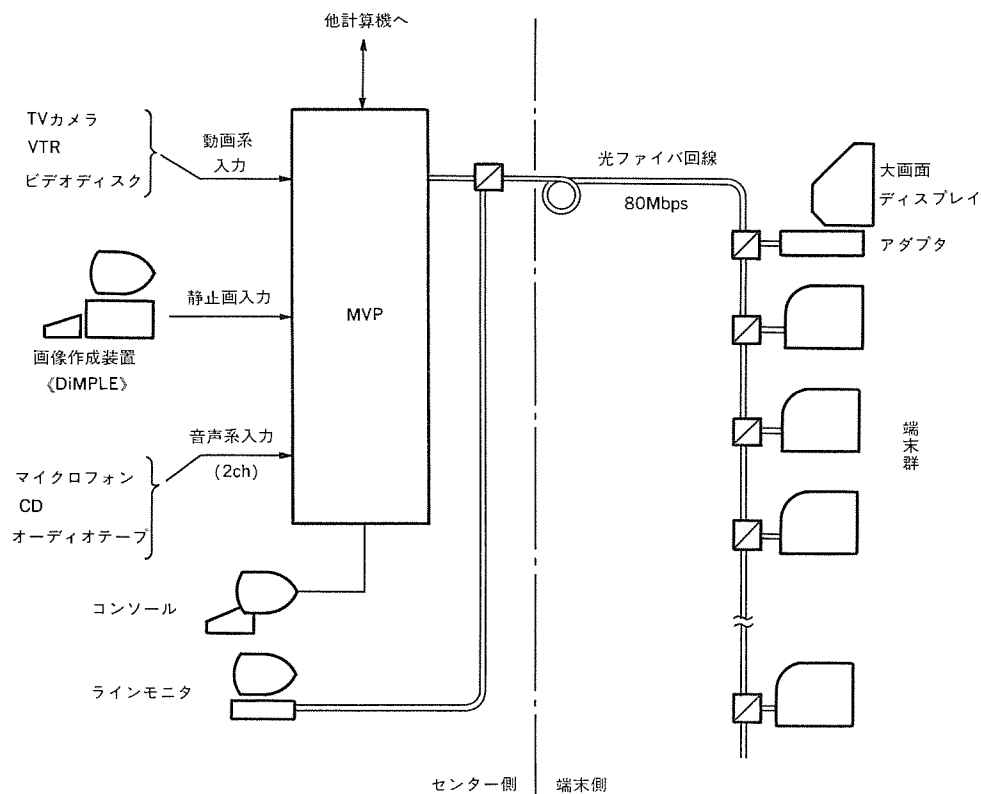 他計算機へ
TVカメラ
VTR
ビデオディスク
動画系
入力
光ファイバ回線
80Mbps
大画面
ディスプレイ
アダプタ
静止画入力
MVP
画像作成装置
《DiMPLE》
音声系入力
(2ch)
マイクロフォン
CD
オーディオテープ
端末群
コンソール
ラインモニタ
センター側
端末側